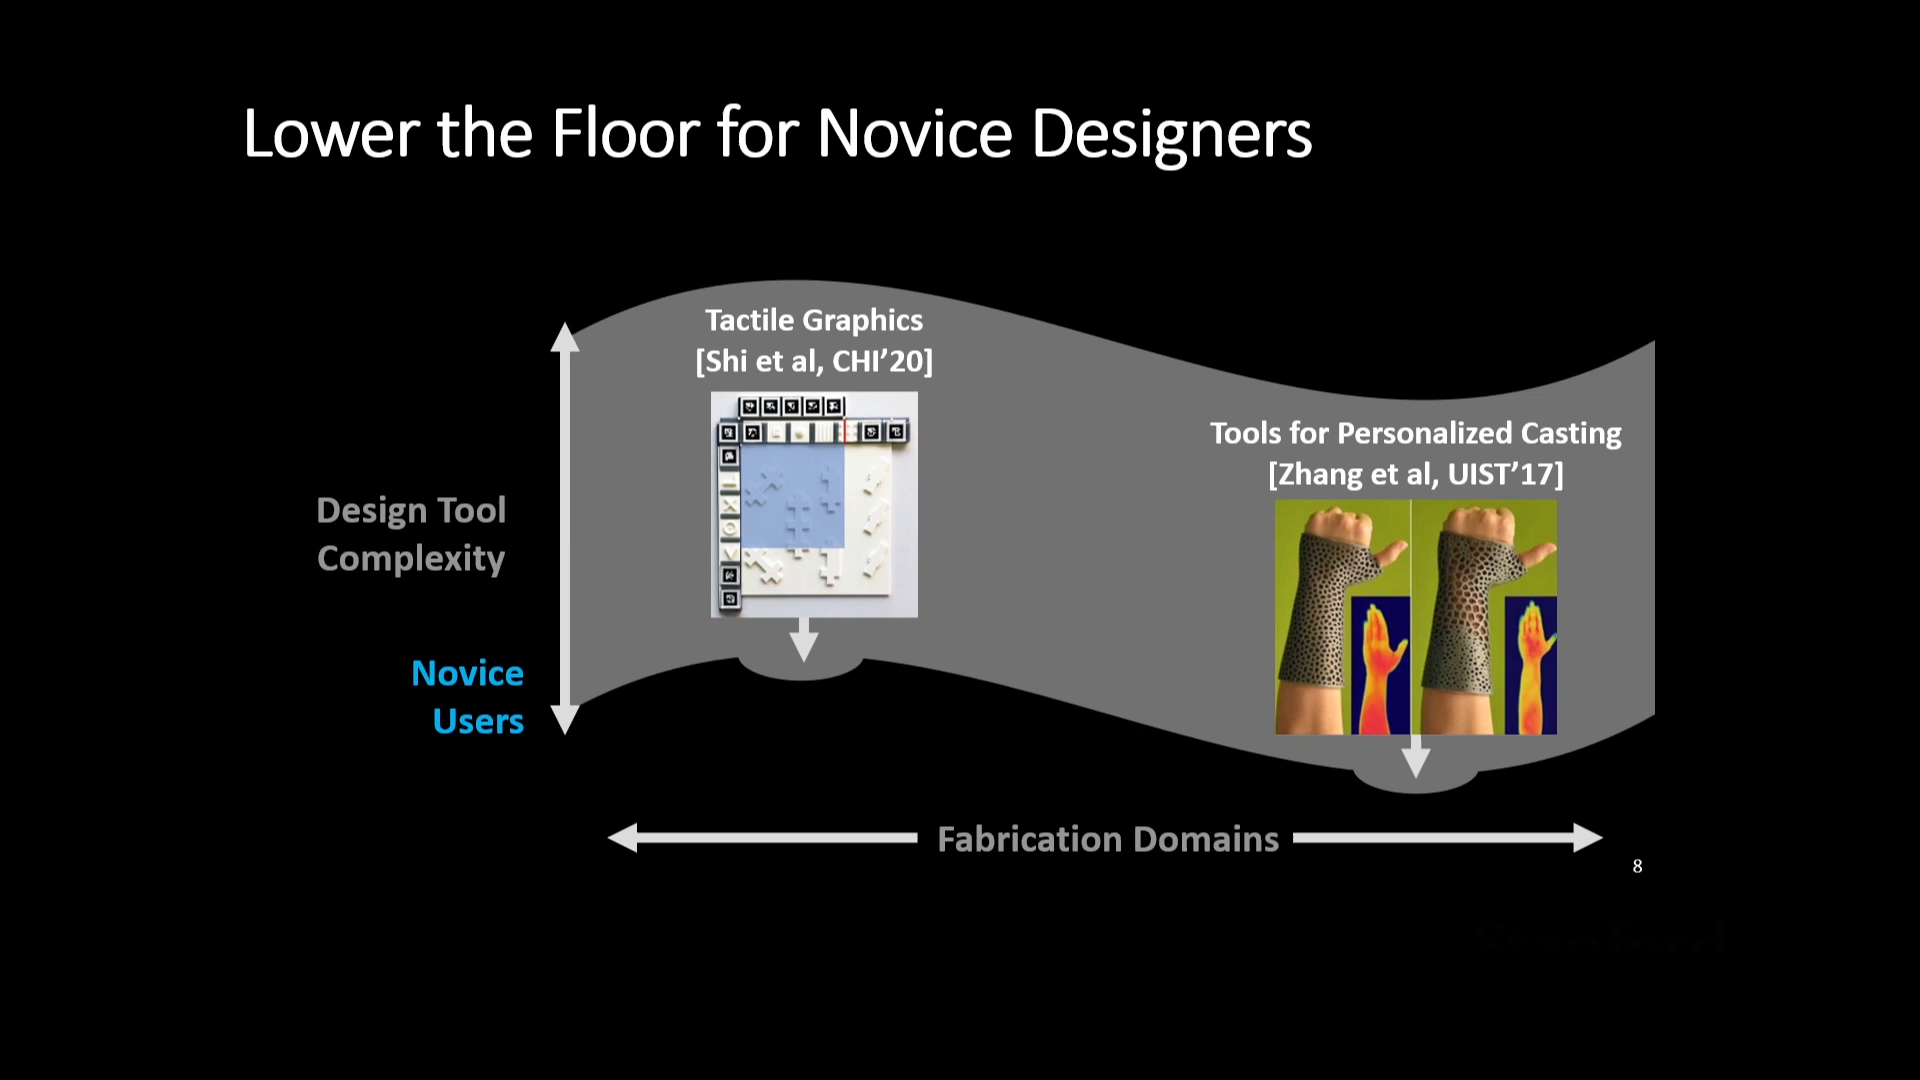 Lower the Floor for Novice Designers
Tactile Graphics
[Shi et al, CHI’20]
Tools for Personalized Casting
[Zhang et al, UIST’17]
Design Tool
Complexity
Novice
Users
Fabrication Domains
8